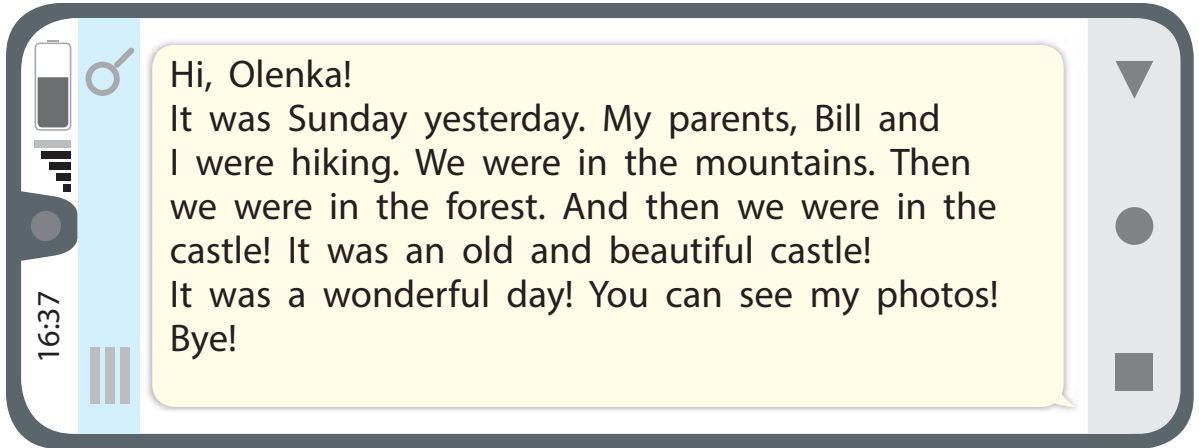 16:37
Hi, Olenka!
It was Sunday yesterday. My parents, Bill and
I were hiking. We were in the mountains. Then
we were in the forest. And then we were in the
castle! It was an old and beautiful castle!
It was a wonderful day! You can see my photos!
Bye!